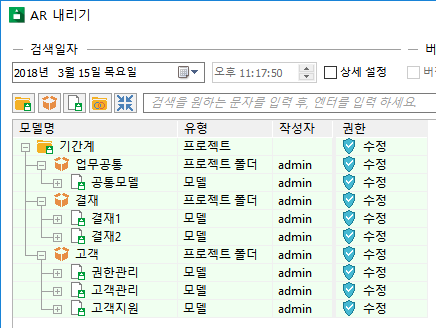 AR 내리기
검색일자 버
2018년 3월 15일 목요일 오후 11:17:50 상세 설정 버
검색을 원하는 문자를 입력 후, 엔터를 입력 하세요.
모델명 유형 작성자 권한
기간계 프로젝트 수정
업무공통 프로젝트 폴더 admin 수정
공통모델 모델 admin 수정
결재 프로젝트 폴더 admin 수정
결재1 모델 admin 수정
결재2 모델 admin 수정
고객 프로젝트 폴더 admin 수정
권한관리 모델 admin 수정
고객관리 모델 admin 수정
고객지원 모델 admin 수정